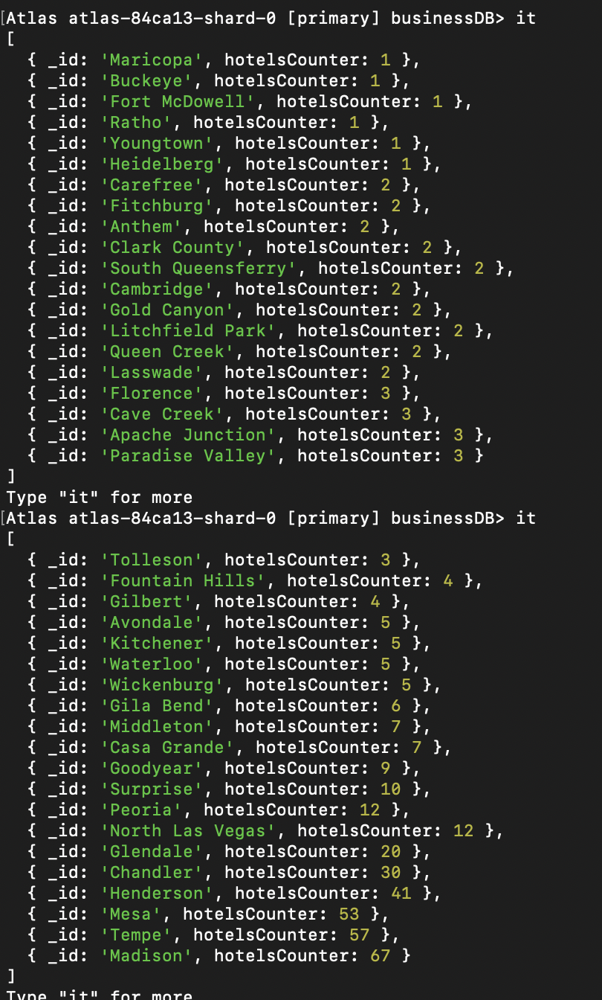 [Atlas atlas-84ca13-shard-0 [primary] businessDB> it
[
  { _id: 'Maricopa', hotelsCounter: 1 },
  { _id: 'Buckeye', hotelsCounter: 1 },
  { _id: 'Fort McDowell', hotelsCounter: 1 },
  { _id: 'Ratho', hotelsCounter: 1 },
  { _id: 'Youngtown', hotelsCounter: 1 },
  { _id: 'Heidelberg', hotelsCounter: 1 },
  { _id: 'Carefree', hotelsCounter: 2 },
  { _id: 'Fitchburg', hotelsCounter: 2 },
  { _id: 'Anthem', hotelsCounter: 2 },
  { _id: 'Clark County', hotelsCounter: 2 },
  { _id: 'South Queensferry', hotelsCounter: 2 },
  { _id: 'Cambridge', hotelsCounter: 2 },
  { _id: 'Gold Canyon', hotelsCounter: 2 },
  { _id: 'Litchfield Park', hotelsCounter: 2 },
  { _id: 'Queen Creek', hotelsCounter: 2 },
  { _id: 'Lasswade', hotelsCounter: 2 },
  { _id: 'Florence', hotelsCounter: 3 },
  { _id: 'Cave Creek', hotelsCounter: 3 },
  { _id: 'Apache Junction', hotelsCounter: 3 },
  { _id: 'Paradise Valley', hotelsCounter: 3 }
]
Type "it" for more
[Atlas atlas-84ca13-shard-0 [primary] businessDB> it
[
  { _id: 'Tolleson', hotelsCounter: 3 },
  { _id: 'Fountain Hills', hotelsCounter: 4 },
  { _id: 'Gilbert', hotelsCounter: 4 },
  { _id: 'Avondale', hotelsCounter: 5 },
  { _id: 'Kitchener', hotelsCounter: 5 },
  { _id: 'Waterloo', hotelsCounter: 5 },
  { _id: 'Wickenburg', hotelsCounter: 5 },
  { _id: 'Gila Bend', hotelsCounter: 6 },
  { _id: 'Middleton', hotelsCounter: 7 },
  { _id: 'Casa Grande', hotelsCounter: 7 },
  { _id: 'Goodyear', hotelsCounter: 9 },
  { _id: 'Surprise', hotelsCounter: 10 },
  { _id: 'Peoria', hotelsCounter: 12 },
  { _id: 'North Las Vegas', hotelsCounter: 12 },
  { _id: 'Glendale', hotelsCounter: 20 },
  { _id: 'Chandler', hotelsCounter: 30 },
  { _id: 'Henderson', hotelsCounter: 41 },
  { _id: 'Mesa', hotelsCounter: 53 },
  { _id: 'Tempe', hotelsCounter: 57 },
  { _id: 'Madison', hotelsCounter: 67 }
]
Type "it" for more